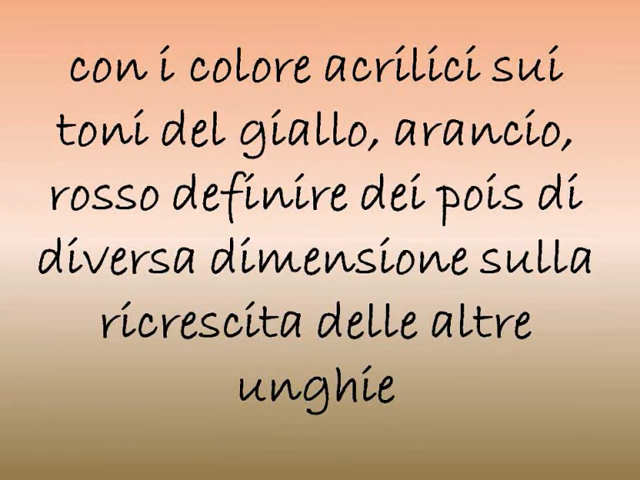 con i colore acrilici sui
toni del giallo, arancio,
rosso definire dei pois di
diversa dimensione sulla
ricrescita delle altre
unghie